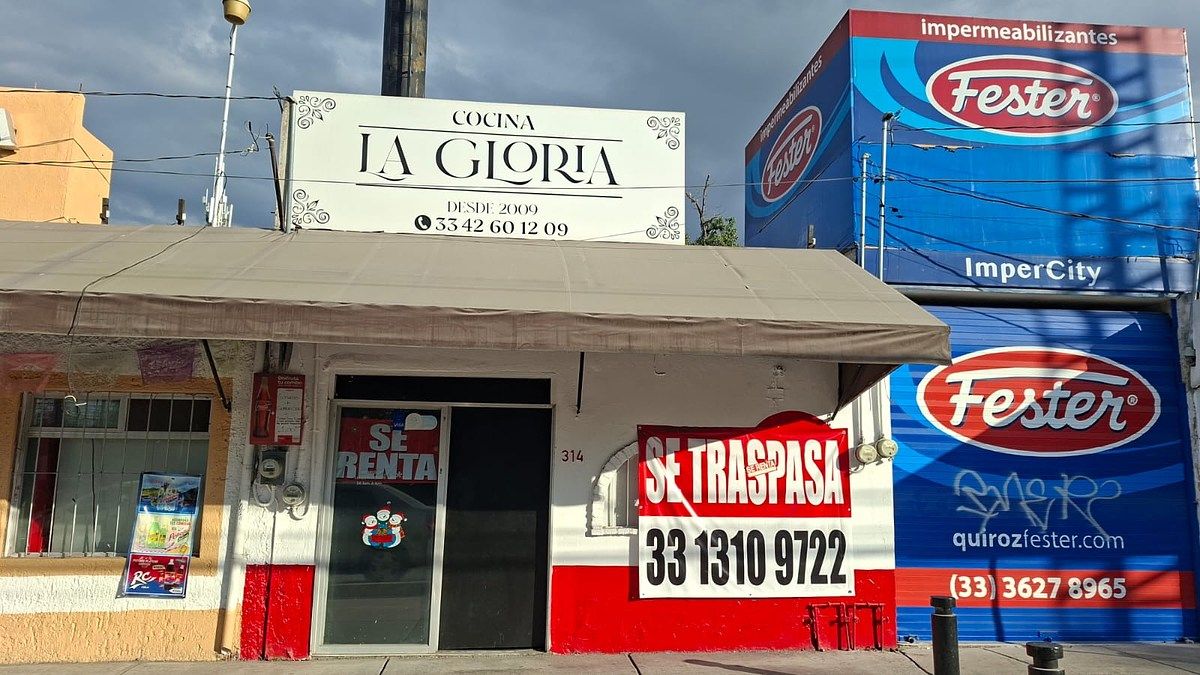 COCINA
LA GLORIA
DESDE 2009
33 42 60 12 09
impermeabilizantes
Fester®
impermeabilizantes
Fester
ImperCity
SE
RENTA
314
SE TRASPASA
SE RENTA
33 1310 9722
RC
Fester®
quirozfester.com
(33) 3627 8965